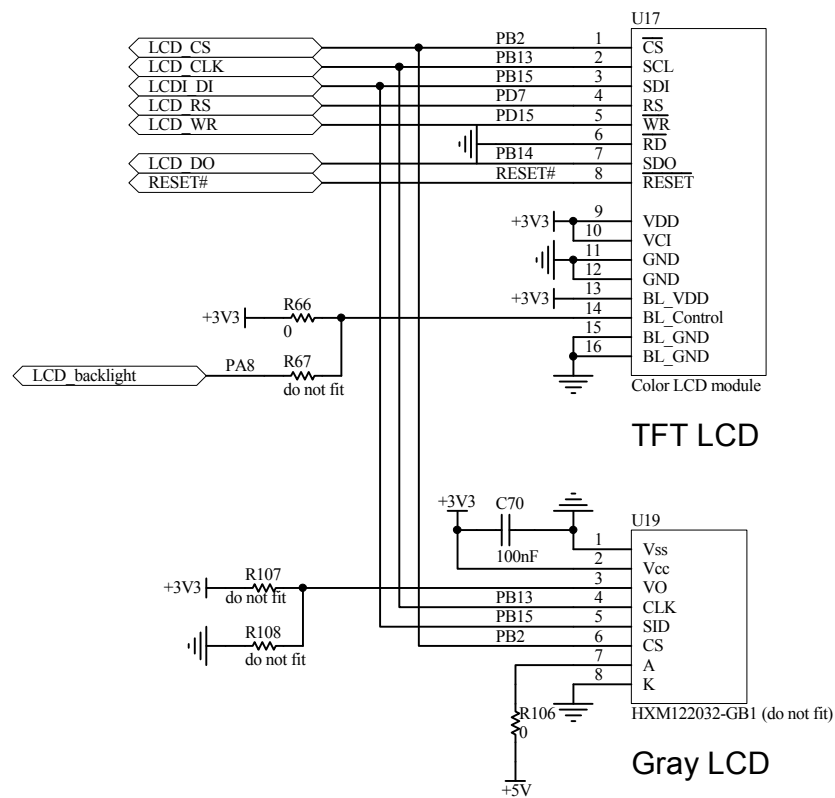 U17
LCD_CS PB2 1 CS
LCD_CLK PB13 2 SCL
LCDI_DI PB15 3 SDI
LCD_RS PD7 4 RS
LCD_WR PD15 5 WR
6 RD
LCD_DO PB14 7 SDO
RESET# RESET# 8 RESET
+3V3 9 VDD
10 VCI
11 GND
12 GND
+3V3 13 BL_VDD
+3V3 R66 0 14 BL_Control
15 BL_GND
16 BL_GND
LCD_backlight PA8 R67 do not fit
Color LCD module
TFT LCD
+3V3 C70 100nF
U19
1 Vss
2 Vcc
+3V3 R107 do not fit 3 VO
PB13 4 CLK
PB15 5 SID
R108 do not fit PB2 6 CS
7 A
8 K
R106 0
HXM122032-GB1 (do not fit)
Gray LCD
+5V